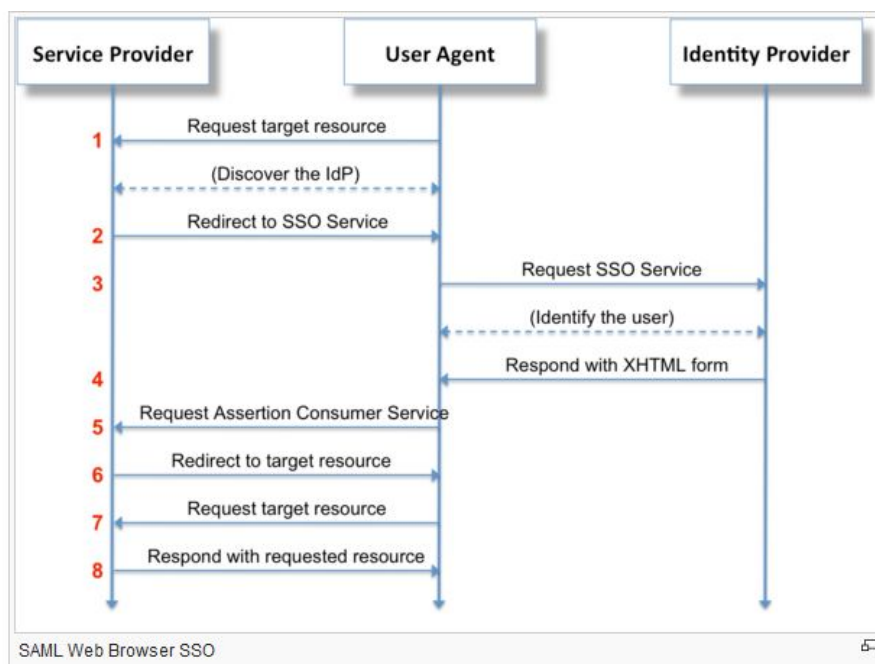 Service Provider
User Agent
Identity Provider
1
Request target resource
(Discover the IdP)
2
Redirect to SSO Service
3
Request SSO Service
(Identify the user)
4
Respond with XHTML form
5
Request Assertion Consumer Service
6
Redirect to target resource
7
Request target resource
8
Respond with requested resource
SAML Web Browser SSO